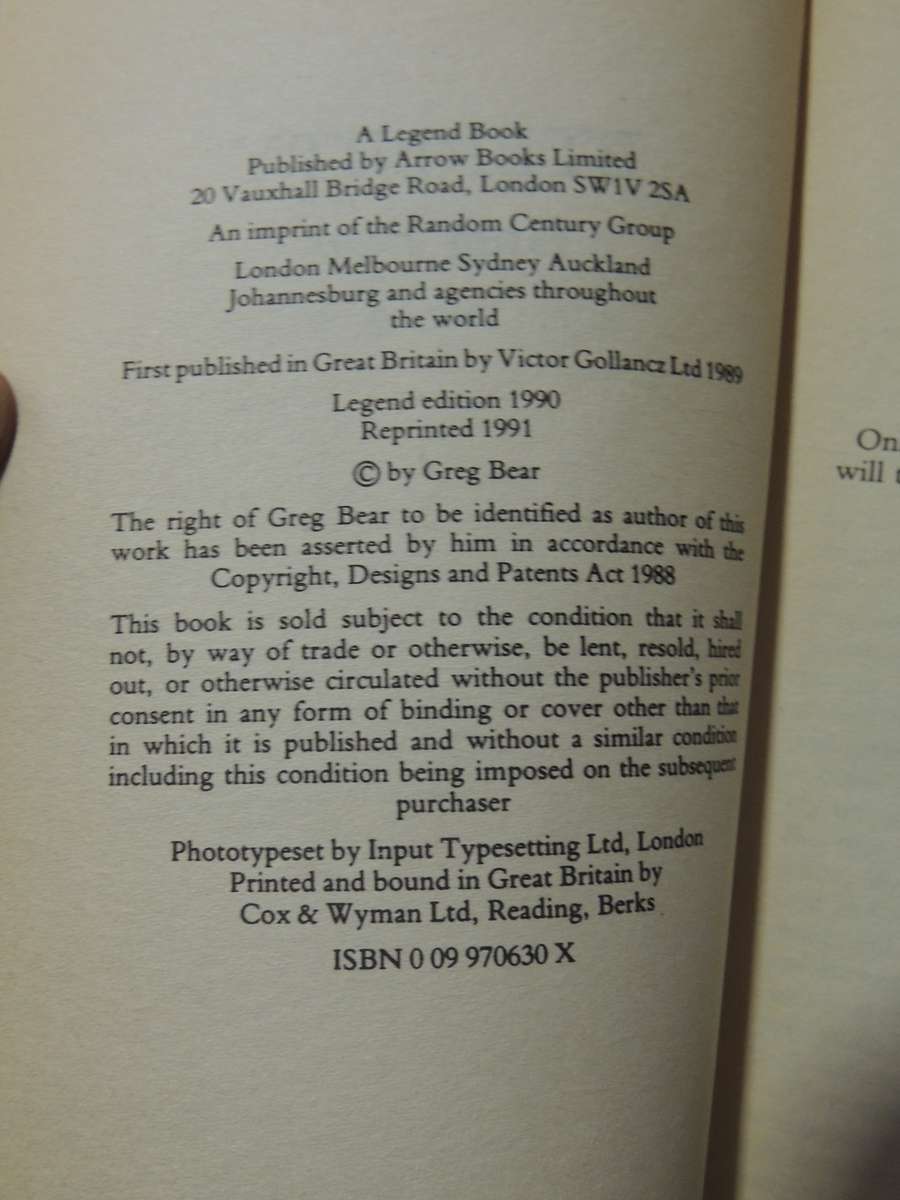 A Legend Book
Published by Arrow Books Limited
20 Vauxhall Bridge Road, London SW1V 2SA
An imprint of the Random Century Group
London Melbourne Sydney Auckland
Johannesburg and agencies throughout
the world
First published in Great Britain by Victor Gollancz Ltd 1989
Legend edition 1990
Reprinted 1991
© by Greg Bear
The right of Greg Bear to be identified as author of this
work has been asserted by him in accordance with the
Copyright, Designs and Patents Act 1988
This book is sold subject to the condition that it shall
not, by way of trade or otherwise, be lent, resold, hired
out, or otherwise circulated without the publisher's prior
consent in any form of binding or cover other than that
in which it is published and without a similar condition
including this condition being imposed on the subsequent
purchaser
Phototypeset by Input Typesetting Ltd, London
Printed and bound in Great Britain by
Cox & Wyman Ltd, Reading, Berks
ISBN 0 09 970630 X
will